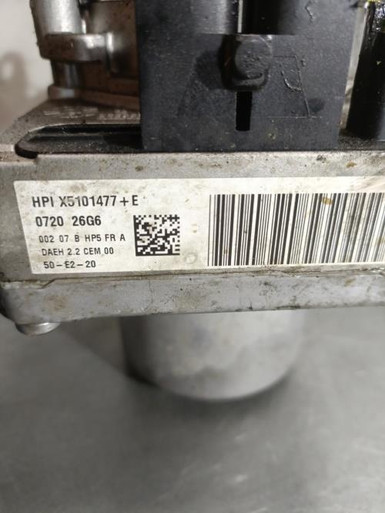 HPI X5101477+E
0720 26G6
002 07 B HP5 FR A
DAEH 2.2 CEM 00
50-E2-20